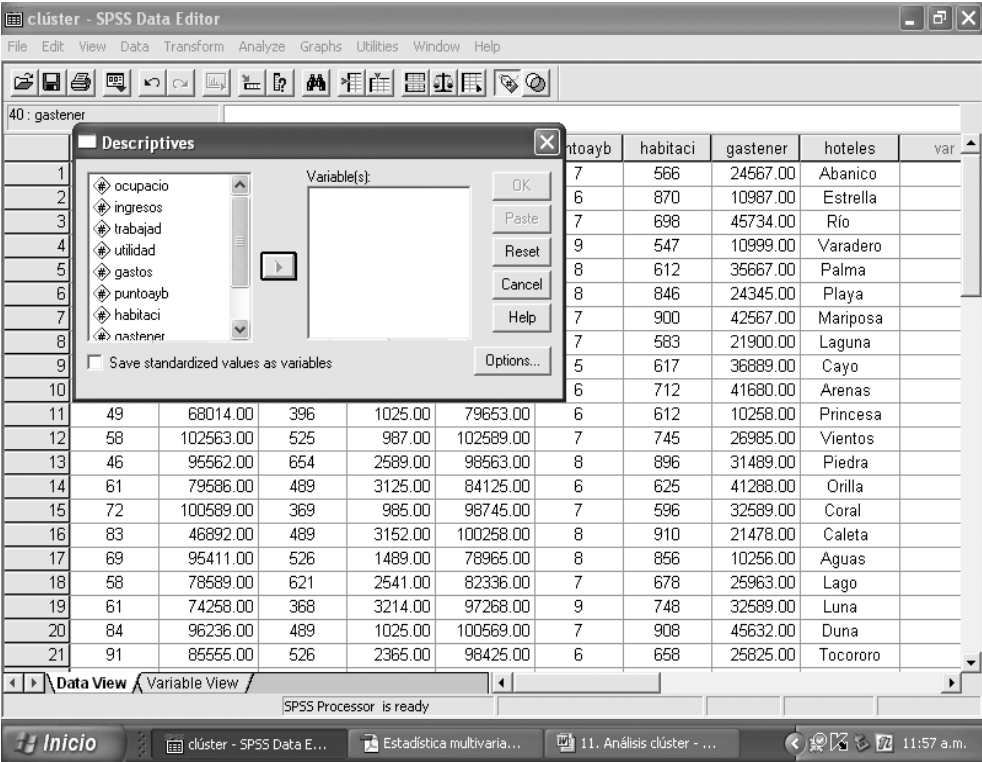 clúster - SPSS Data Editor
File Edit View Data Transform Analyze Graphs Utilities Window Help
40 : gastener
Descriptives
ocupacio
ingresos
trabajad
utilidad
gastos
puntoayb
habitaci
gastener
Variable(s):
OK
Paste
Reset
Cancel
Help
Save standardized values as variables
Options...
ntoayb habitaci gastener hoteles var
1 7 566 24567.00 Abanico
2 6 870 10987.00 Estrella
3 7 698 45734.00 Río
4 9 547 10999.00 Varadero
5 8 612 35667.00 Palma
6 8 846 24345.00 Playa
7 7 900 42567.00 Mariposa
8 7 583 21900.00 Laguna
9 5 617 36889.00 Cayo
10 6 712 41680.00 Arenas
11 49 68014.00 396 1025.00 79653.00 6 612 10258.00 Princesa
12 58 102563.00 525 987.00 102589.00 7 745 26985.00 Vientos
13 46 95562.00 654 2589.00 98563.00 8 896 31489.00 Piedra
14 61 79586.00 489 3125.00 84125.00 6 625 41288.00 Orilla
15 72 100589.00 369 985.00 98745.00 7 596 32589.00 Coral
16 83 46892.00 489 3152.00 100258.00 8 910 21478.00 Caleta
17 69 95411.00 526 1489.00 78965.00 8 856 10256.00 Aguas
18 58 78589.00 621 2541.00 82336.00 7 678 25963.00 Lago
19 61 74258.00 368 3214.00 97268.00 9 748 32589.00 Luna
20 84 96236.00 489 1025.00 100569.00 7 908 45632.00 Duna
21 91 85555.00 526 2365.00 98425.00 6 658 25825.00 Tocororo
Data View Variable View
SPSS Processor is ready
Inicio clúster - SPSS Data E... Estadística multivaria... 11. Análisis clúster - ... 11:57 a.m.